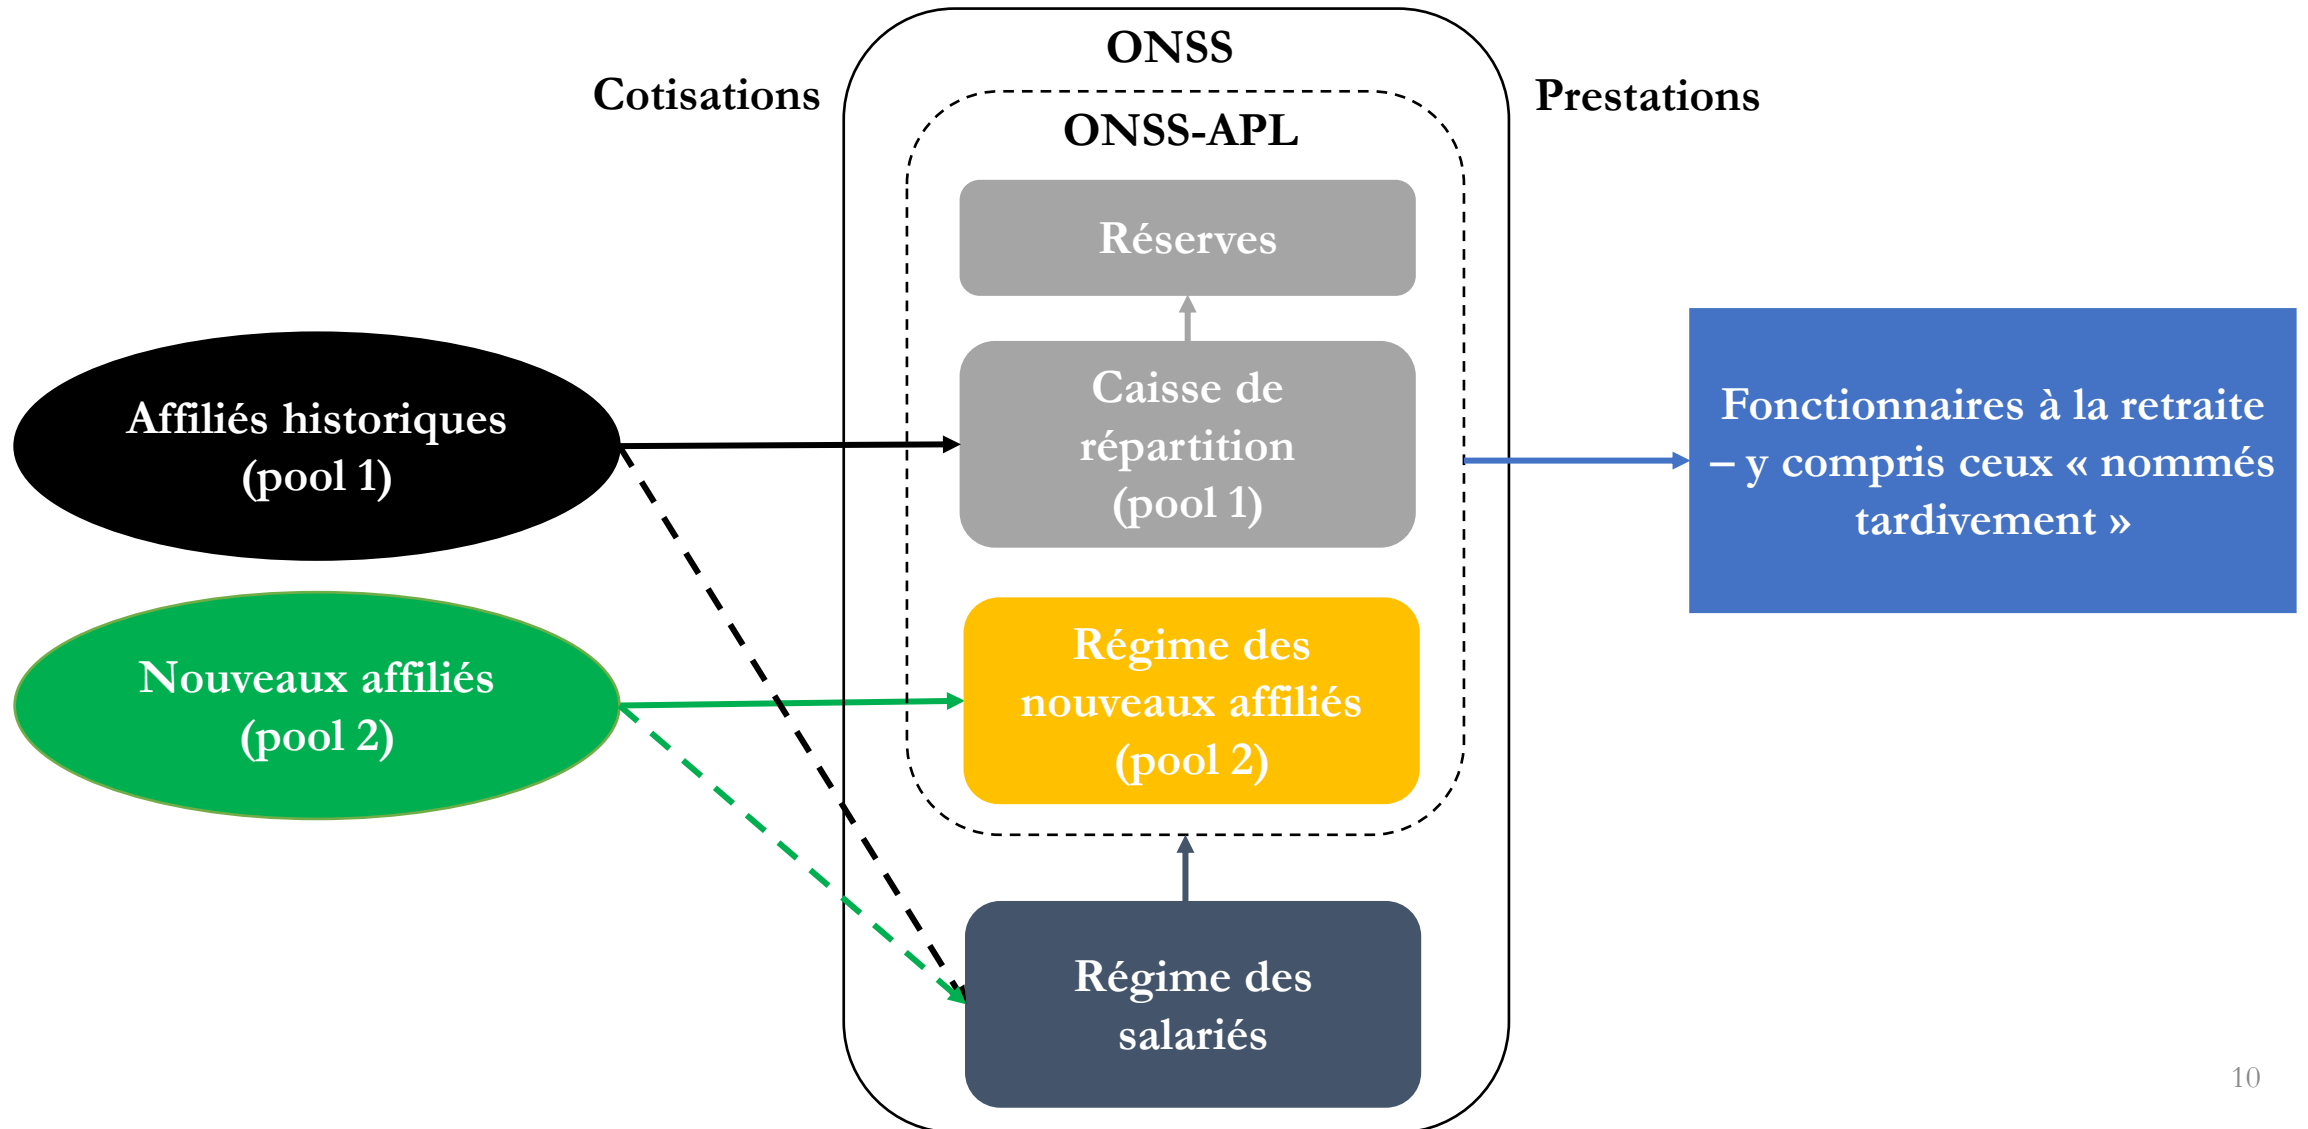 ONSS
Cotisations
Prestations
ONSS-APL
Réserves
Caisse de
répartition
(pool 1)
Affiliés historiques
(pool 1)
Fonctionnaires à la retraite
– y compris ceux « nommés
tardivement »
Nouveaux affiliés
(pool 2)
Régime des
nouveaux affiliés
(pool 2)
Régime des
salariés
10